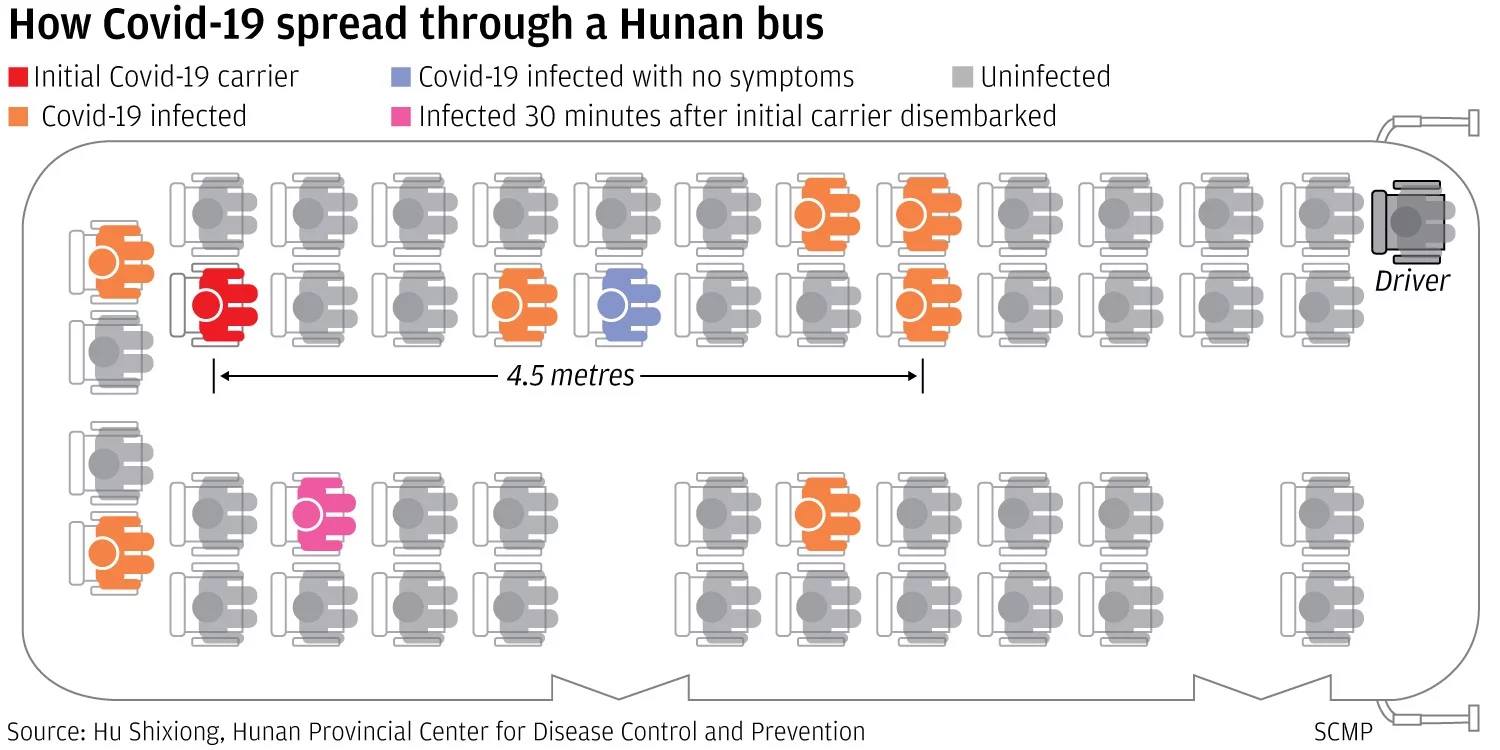 How Covid-19 spread through a Hunan bus
Initial Covid-19 carrier
Covid-19 infected with no symptoms
Uninfected
Covid-19 infected
Infected 30 minutes after initial carrier disembarked
Driver
4.5 metres
Source: Hu Shixiong, Hunan Provincial Center for Disease Control and Prevention
SCMP